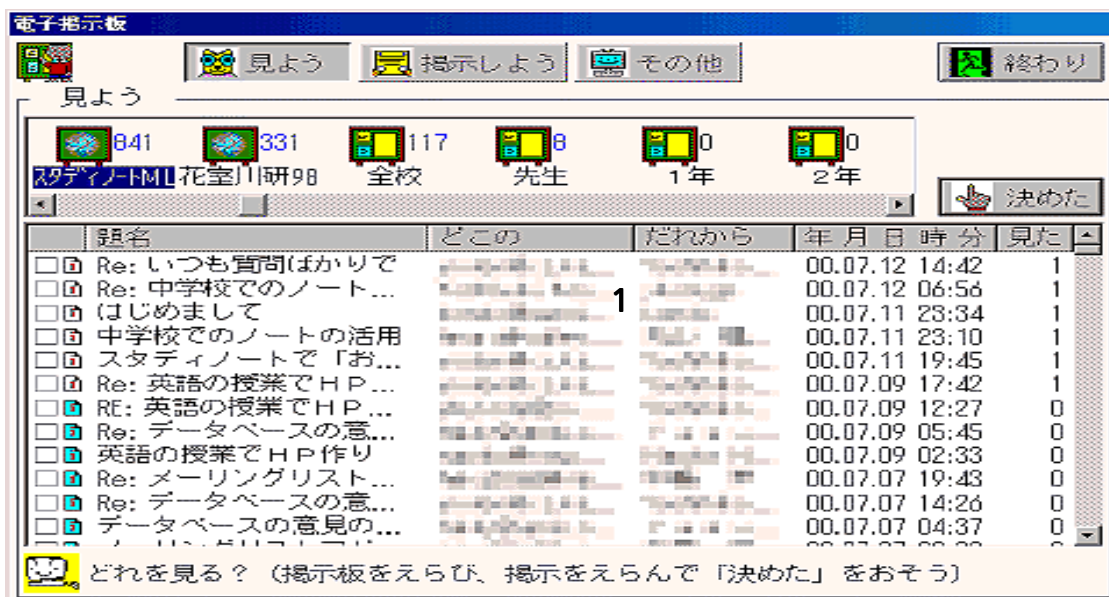 電子掲示板
見よう 掲示しよう その他 終わり
見よう
841 331 117 8 0 0
スタディノートML 花室川研98 全校 先生 1年 2年
決めた
題名 どこの だれから 年月日時分 見た
Re: いつも質問ばかりで 00.07.12 14:42 1
Re: 中学校でのノート... 00.07.12 06:56 1
1
はじめまして 00.07.11 23:34 1
中学校でのノートの活用 00.07.11 23:10 1
スタディノートで「お... 00.07.11 19:45 1
Re: 英語の授業でHP... 00.07.09 17:42 1
RE: 英語の授業でHP... 00.07.09 12:27 0
Re: データベースの意... 00.07.09 05:45 0
英語の授業でHP作り 00.07.09 02:33 0
Re: メーリングリスト... 00.07.07 19:43 0
Re: データベースの意... 00.07.07 14:26 0
データベースの意見の... 00.07.07 04:37 0
どれを見る？（掲示板をえらび、掲示をえらんで「決めた」をおそう）